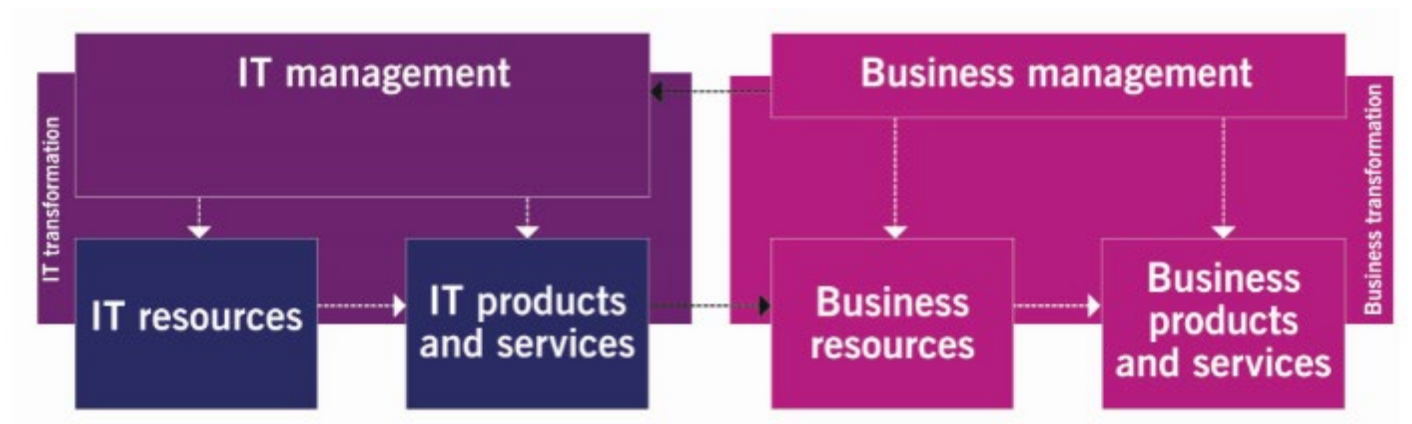 IT management
Business management
IT transformation
IT resources
IT products
and services
Business
resources
Business
products
and services
Business transformation